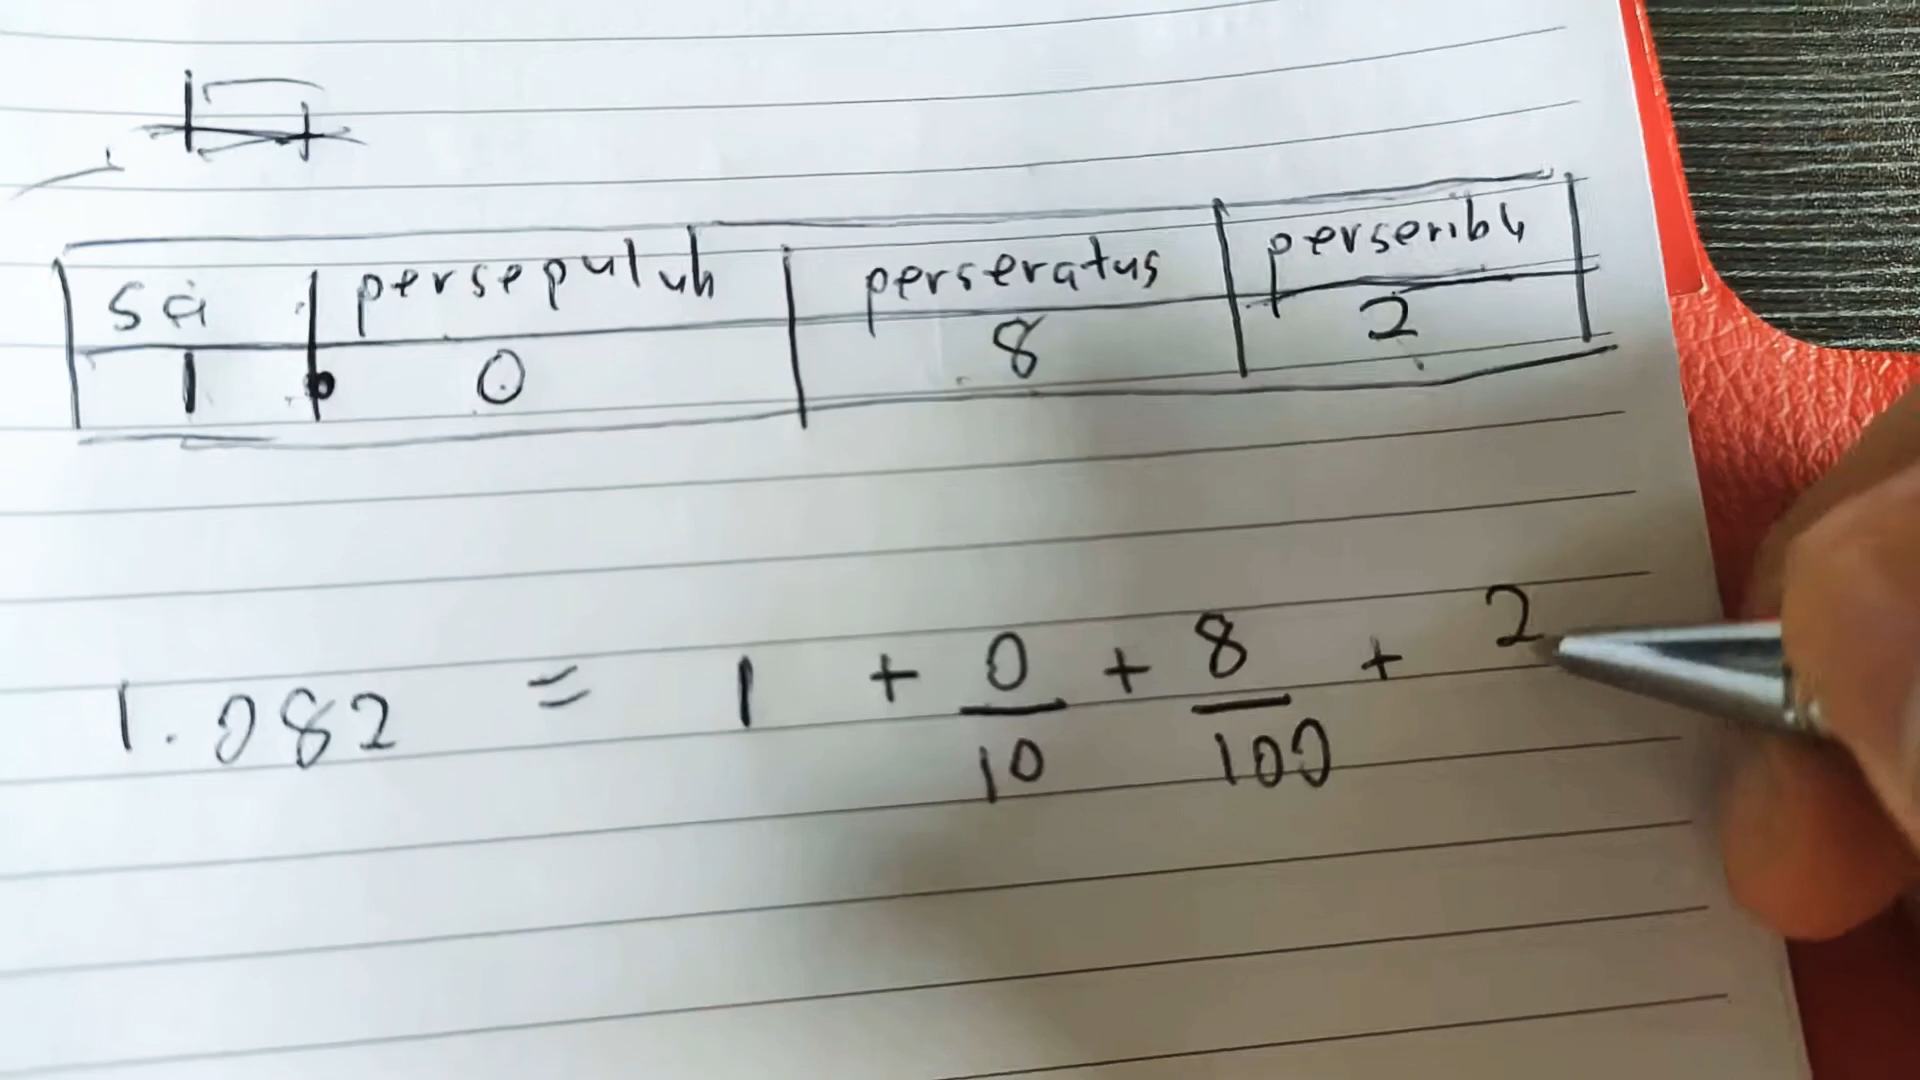 sa persepuluh perseratus perseribu
1 . 0 8 2
1.082 = 1 + 0/10 + 8/100 + 2